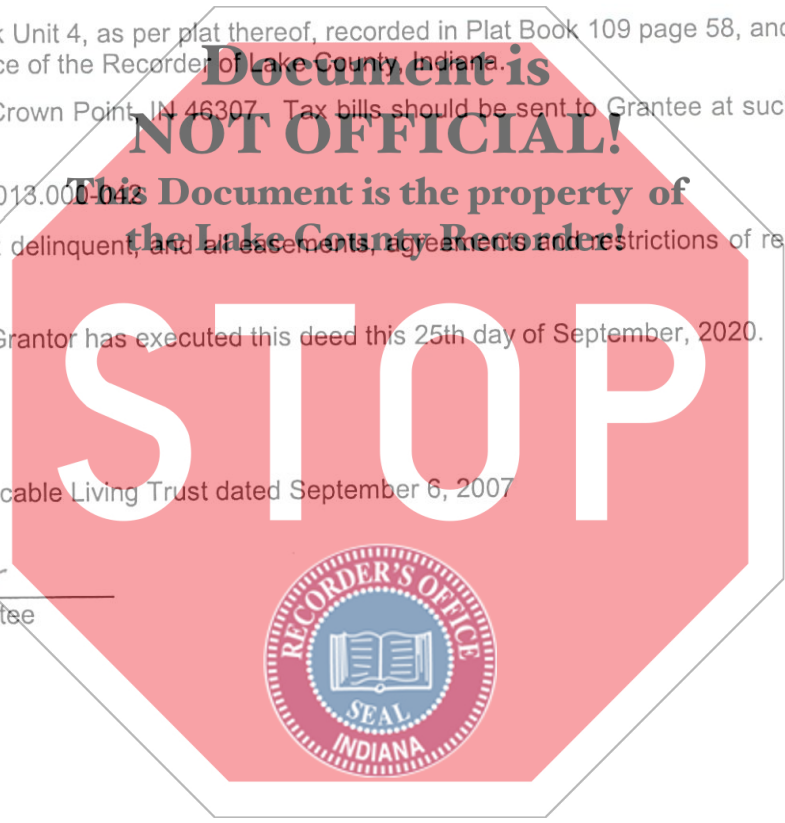 k Unit 4, as per plat thereof, recorded in Plat Book 109 page 58, and
ce of the Recorder of Lake County, Indiana.
Document is
Crown Point, IN 46307. Tax bills should be sent to Grantee at suc
NOT OFFICIAL!
013.000-042
This Document is the property of
the Lake County Recorder!
delinquent, and all easements, agreements and restrictions of re
Grantor has executed this deed this 25th day of September, 2020.
STOP
cable Living Trust dated September 6, 2007
tee
RECORDER'S OFFICE
SEAL
INDIANA